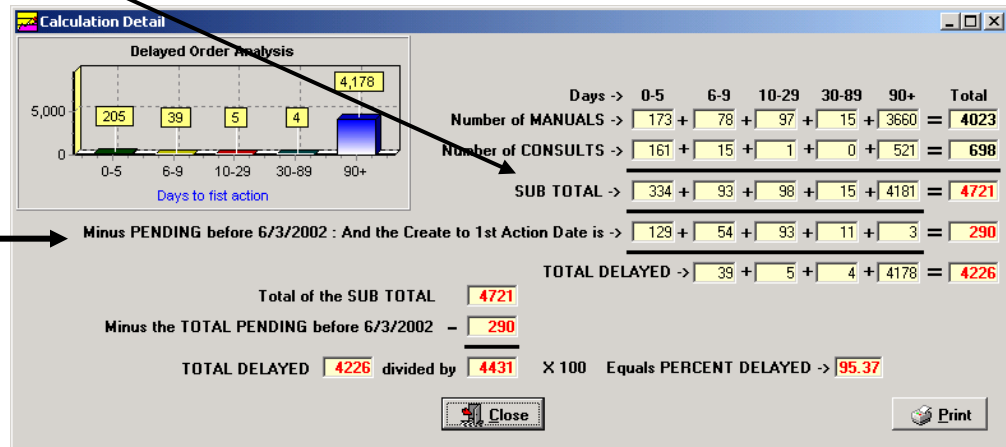 Calculation Detail
Delayed Order Analysis
4,178
5,000
205 39 5 4
0
0-5 6-9 10-29 30-89 90+
Days to fist action
Days -> 0-5 6-9 10-29 30-89 90+ Total
Number of MANUALS -> 173 + 78 + 97 + 15 + 3660 = 4023
Number of CONSULTS -> 161 + 15 + 1 + 0 + 521 = 698
SUB TOTAL -> 334 + 93 + 98 + 15 + 4181 = 4721
Minus PENDING before 6/3/2002 : And the Create to 1st Action Date is -> 129 + 54 + 93 + 11 + 3 = 290
TOTAL DELAYED -> 39 + 5 + 4 + 4178 = 4226
Total of the SUB TOTAL 4721
Minus the TOTAL PENDING before 6/3/2002 – 290
TOTAL DELAYED 4226 divided by 4431 X 100 Equals PERCENT DELAYED -> 95.37
Close Print